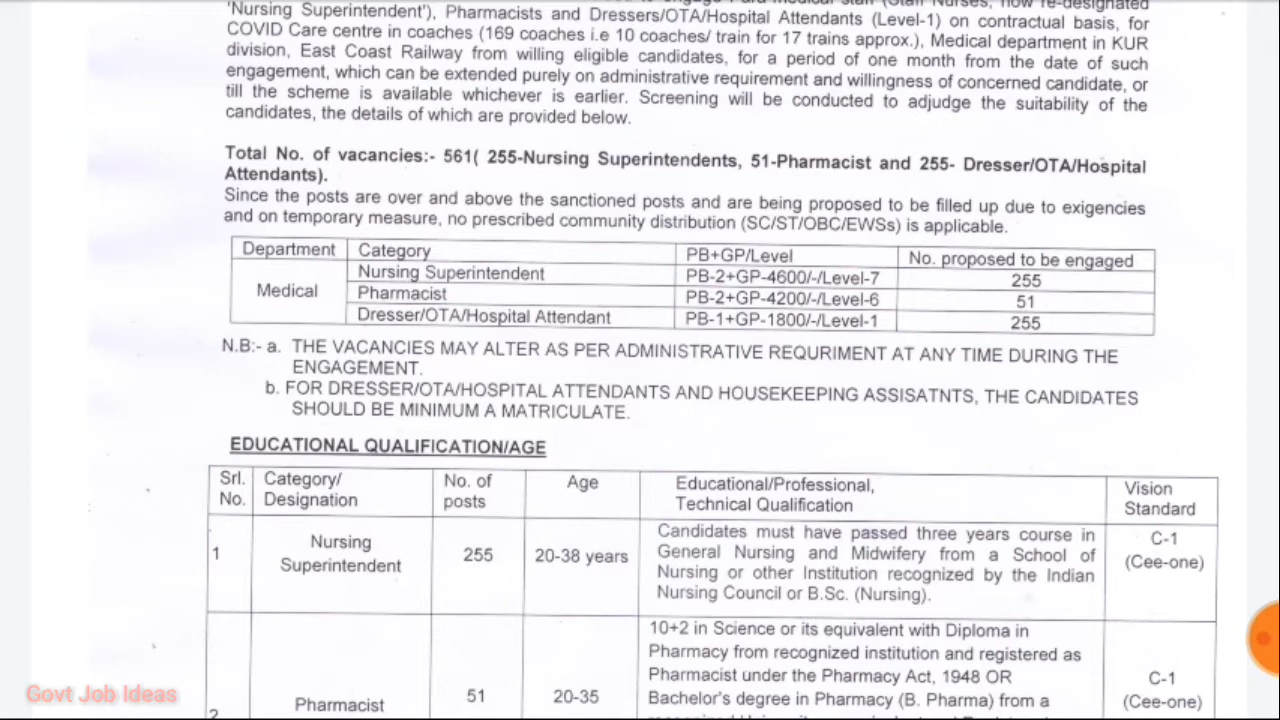 'Nursing Superintendent'), Pharmacists and Dressers/OTA/Hospital Attendants (Level-1) on contractual basis, for
COVID Care centre in coaches (169 coaches i.e 10 coaches/ train for 17 trains approx.), Medical department in KUR
division, East Coast Railway from willing eligible candidates, for a period of one month from the date of such
engagement, which can be extended purely on administrative requirement and willingness of concerned candidate, or
till the scheme is available whichever is earlier. Screening will be conducted to adjudge the suitability of the
candidates, the details of which are provided below.
Total No. of vacancies:- 561( 255-Nursing Superintendents, 51-Pharmacist and 255- Dresser/OTA/Hospital
Attendants).
Since the posts are over and above the sanctioned posts and are being proposed to be filled up due to exigencies
and on temporary measure, no prescribed community distribution (SC/ST/OBC/EWSs) is applicable.
Department Category PB+GP/Level No. proposed to be engaged
Nursing Superintendent PB-2+GP-4600/-/Level-7 255
Medical Pharmacist PB-2+GP-4200/-/Level-6 51
Dresser/OTA/Hospital Attendant PB-1+GP-1800/-/Level-1 255
N.B:- a. THE VACANCIES MAY ALTER AS PER ADMINISTRATIVE REQURIMENT AT ANY TIME DURING THE
ENGAGEMENT.
b. FOR DRESSER/OTA/HOSPITAL ATTENDANTS AND HOUSEKEEPING ASSISATNTS, THE CANDIDATES
SHOULD BE MINIMUM A MATRICULATE.
EDUCATIONAL QUALIFICATION/AGE
Srl. Category/ No. of Age Educational/Professional, Vision
No. Designation posts Technical Qualification Standard
Candidates must have passed three years course in
1 Nursing 255 20-38 years General Nursing and Midwifery from a School of C-1
Superintendent Nursing or other Institution recognized by the Indian (Cee-one)
Nursing Council or B.Sc. (Nursing).
10+2 in Science or its equivalent with Diploma in
Pharmacy from recognized institution and registered as
Pharmacist under the Pharmacy Act, 1948 OR C-1
Pharmacist 51 20-35 Bachelor's degree in Pharmacy (B. Pharma) from a (Cee-one)
2
Govt Job Ideas